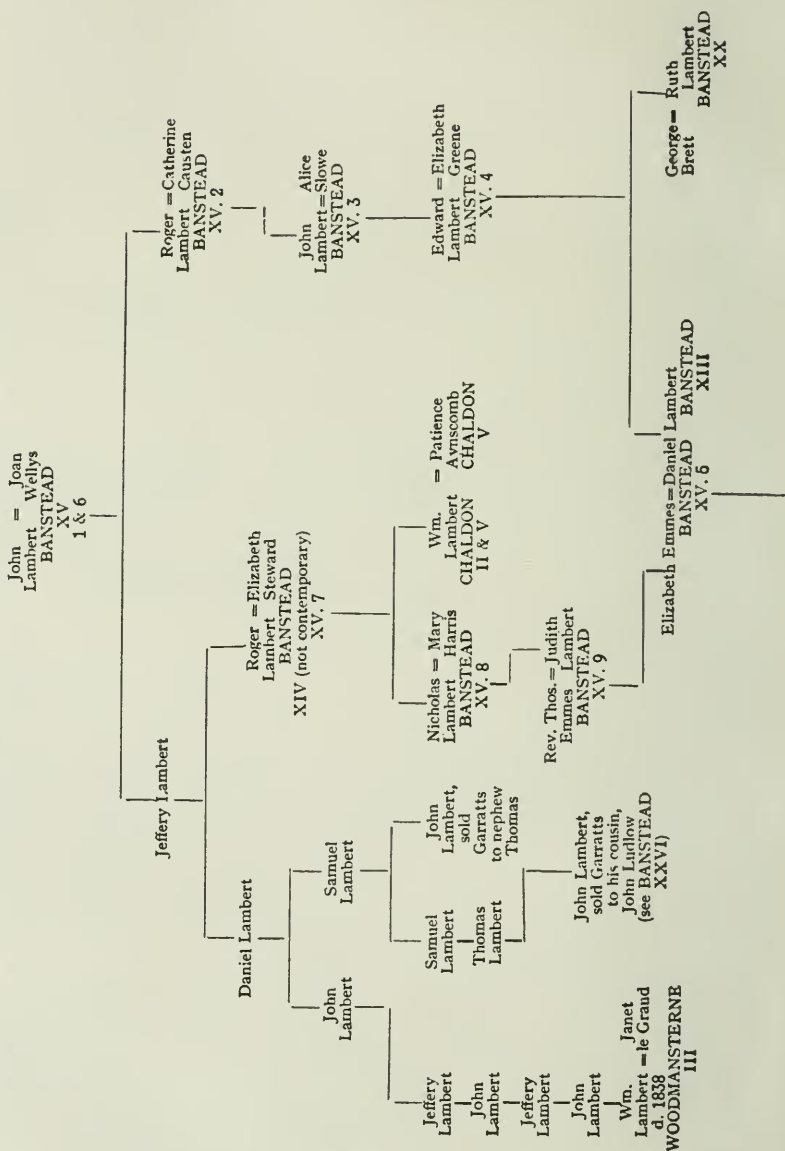 John = Joan
Lambert Wellys
BANSTEAD
XV
1 & 6
Jeffery Lambert
Roger = Catherine
Lambert Causten
BANSTEAD
XV. 2
Daniel Lambert
Roger = Elizabeth
Lambert Steward
BANSTEAD
XIV (not contemporary)
XV. 7
John Alice
Lambert = Slowe
BANSTEAD
XV. 3
John
Lambert
Samuel
Lambert
Nicholas = Mary
Lambert Harris
BANSTEAD
XV. 8
Wm. = Patience
Lambert Avnscomb
CHALDON CHALDON
II & V V
Edward = Elizabeth
Lambert Greene
BANSTEAD
XV. 4
Jeffery
Lambert
John
Lambert
Jeffery
Lambert
John
Lambert
Wm. Janet
Lambert = le Graud
d. 1838
WOODMANSTERNE
III
Samuel
Lambert
Thomas
Lambert
John
Lambert,
sold
Garratts
to nephew
Thomas
John Lambert,
sold Garratts
to his cousin,
John Ludlow
(see BANSTEAD
XXVI)
Rev. Thos. = Judith
Emmes Lambert
BANSTEAD
XV. 9
Elizabeth Emmes = Daniel Lambert
BANSTEAD BANSTEAD
XV. 5 XIII
George = Ruth
Brett Lambert
BANSTEAD
XX